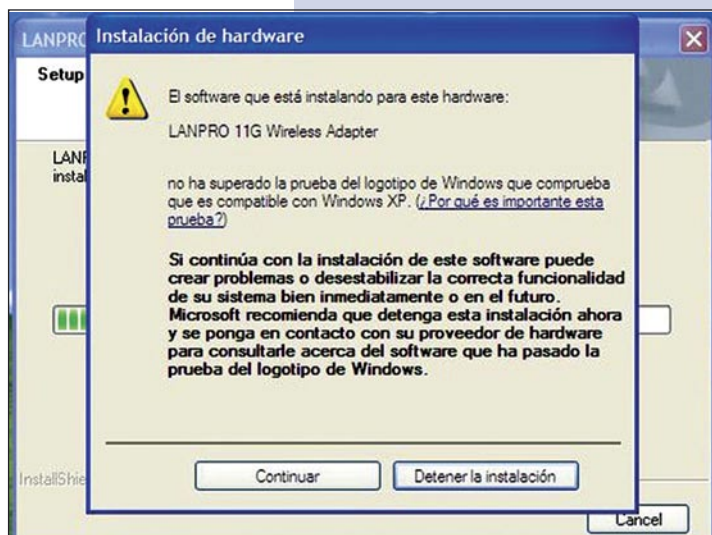 LANPRO
Instalación de hardware
Setup
El software que está instalando para este hardware:
LANPRO 11G Wireless Adapter
no ha superado la prueba del logotipo de Windows que comprueba
que es compatible con Windows XP. (¿Por qué es importante esta
prueba?)
Si continúa con la instalación de este software puede
crear problemas o desestabilizar la correcta funcionalidad
de su sistema bien inmediatamente o en el futuro.
Microsoft recomienda que detenga esta instalación ahora
y se ponga en contacto con su proveedor de hardware
para consultarle acerca del software que ha pasado la
prueba del logotipo de Windows.
Continuar
Detener la instalación
Cancel